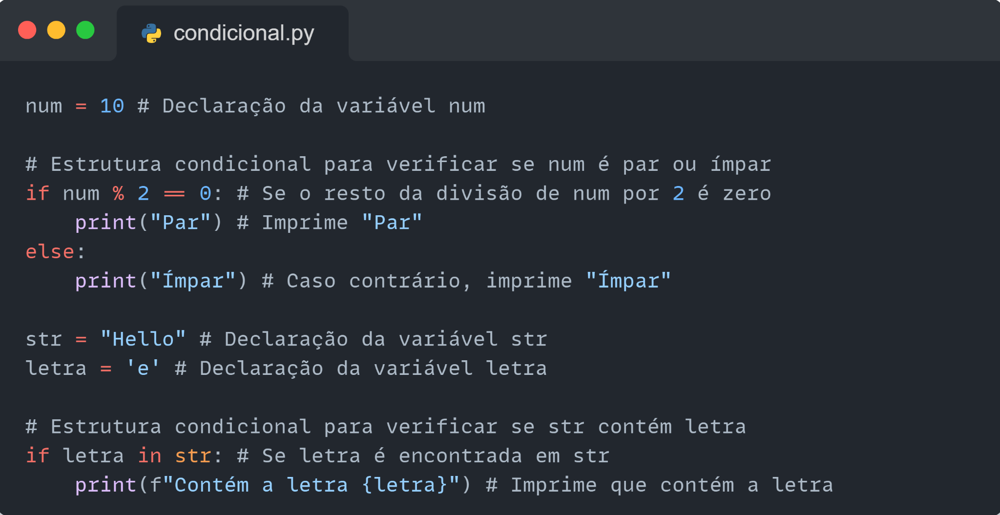 condicional.py
num = 10 # Declaração da variável num
# Estrutura condicional para verificar se num é par ou ímpar
if num % 2 == 0: # Se o resto da divisão de num por 2 é zero
    print("Par") # Imprime "Par"
else:
    print("Ímpar") # Caso contrário, imprime "Ímpar"
str = "Hello" # Declaração da variável str
letra = 'e' # Declaração da variável letra
# Estrutura condicional para verificar se str contém letra
if letra in str: # Se letra é encontrada em str
    print(f"Contém a letra {letra}") # Imprime que contém a letra